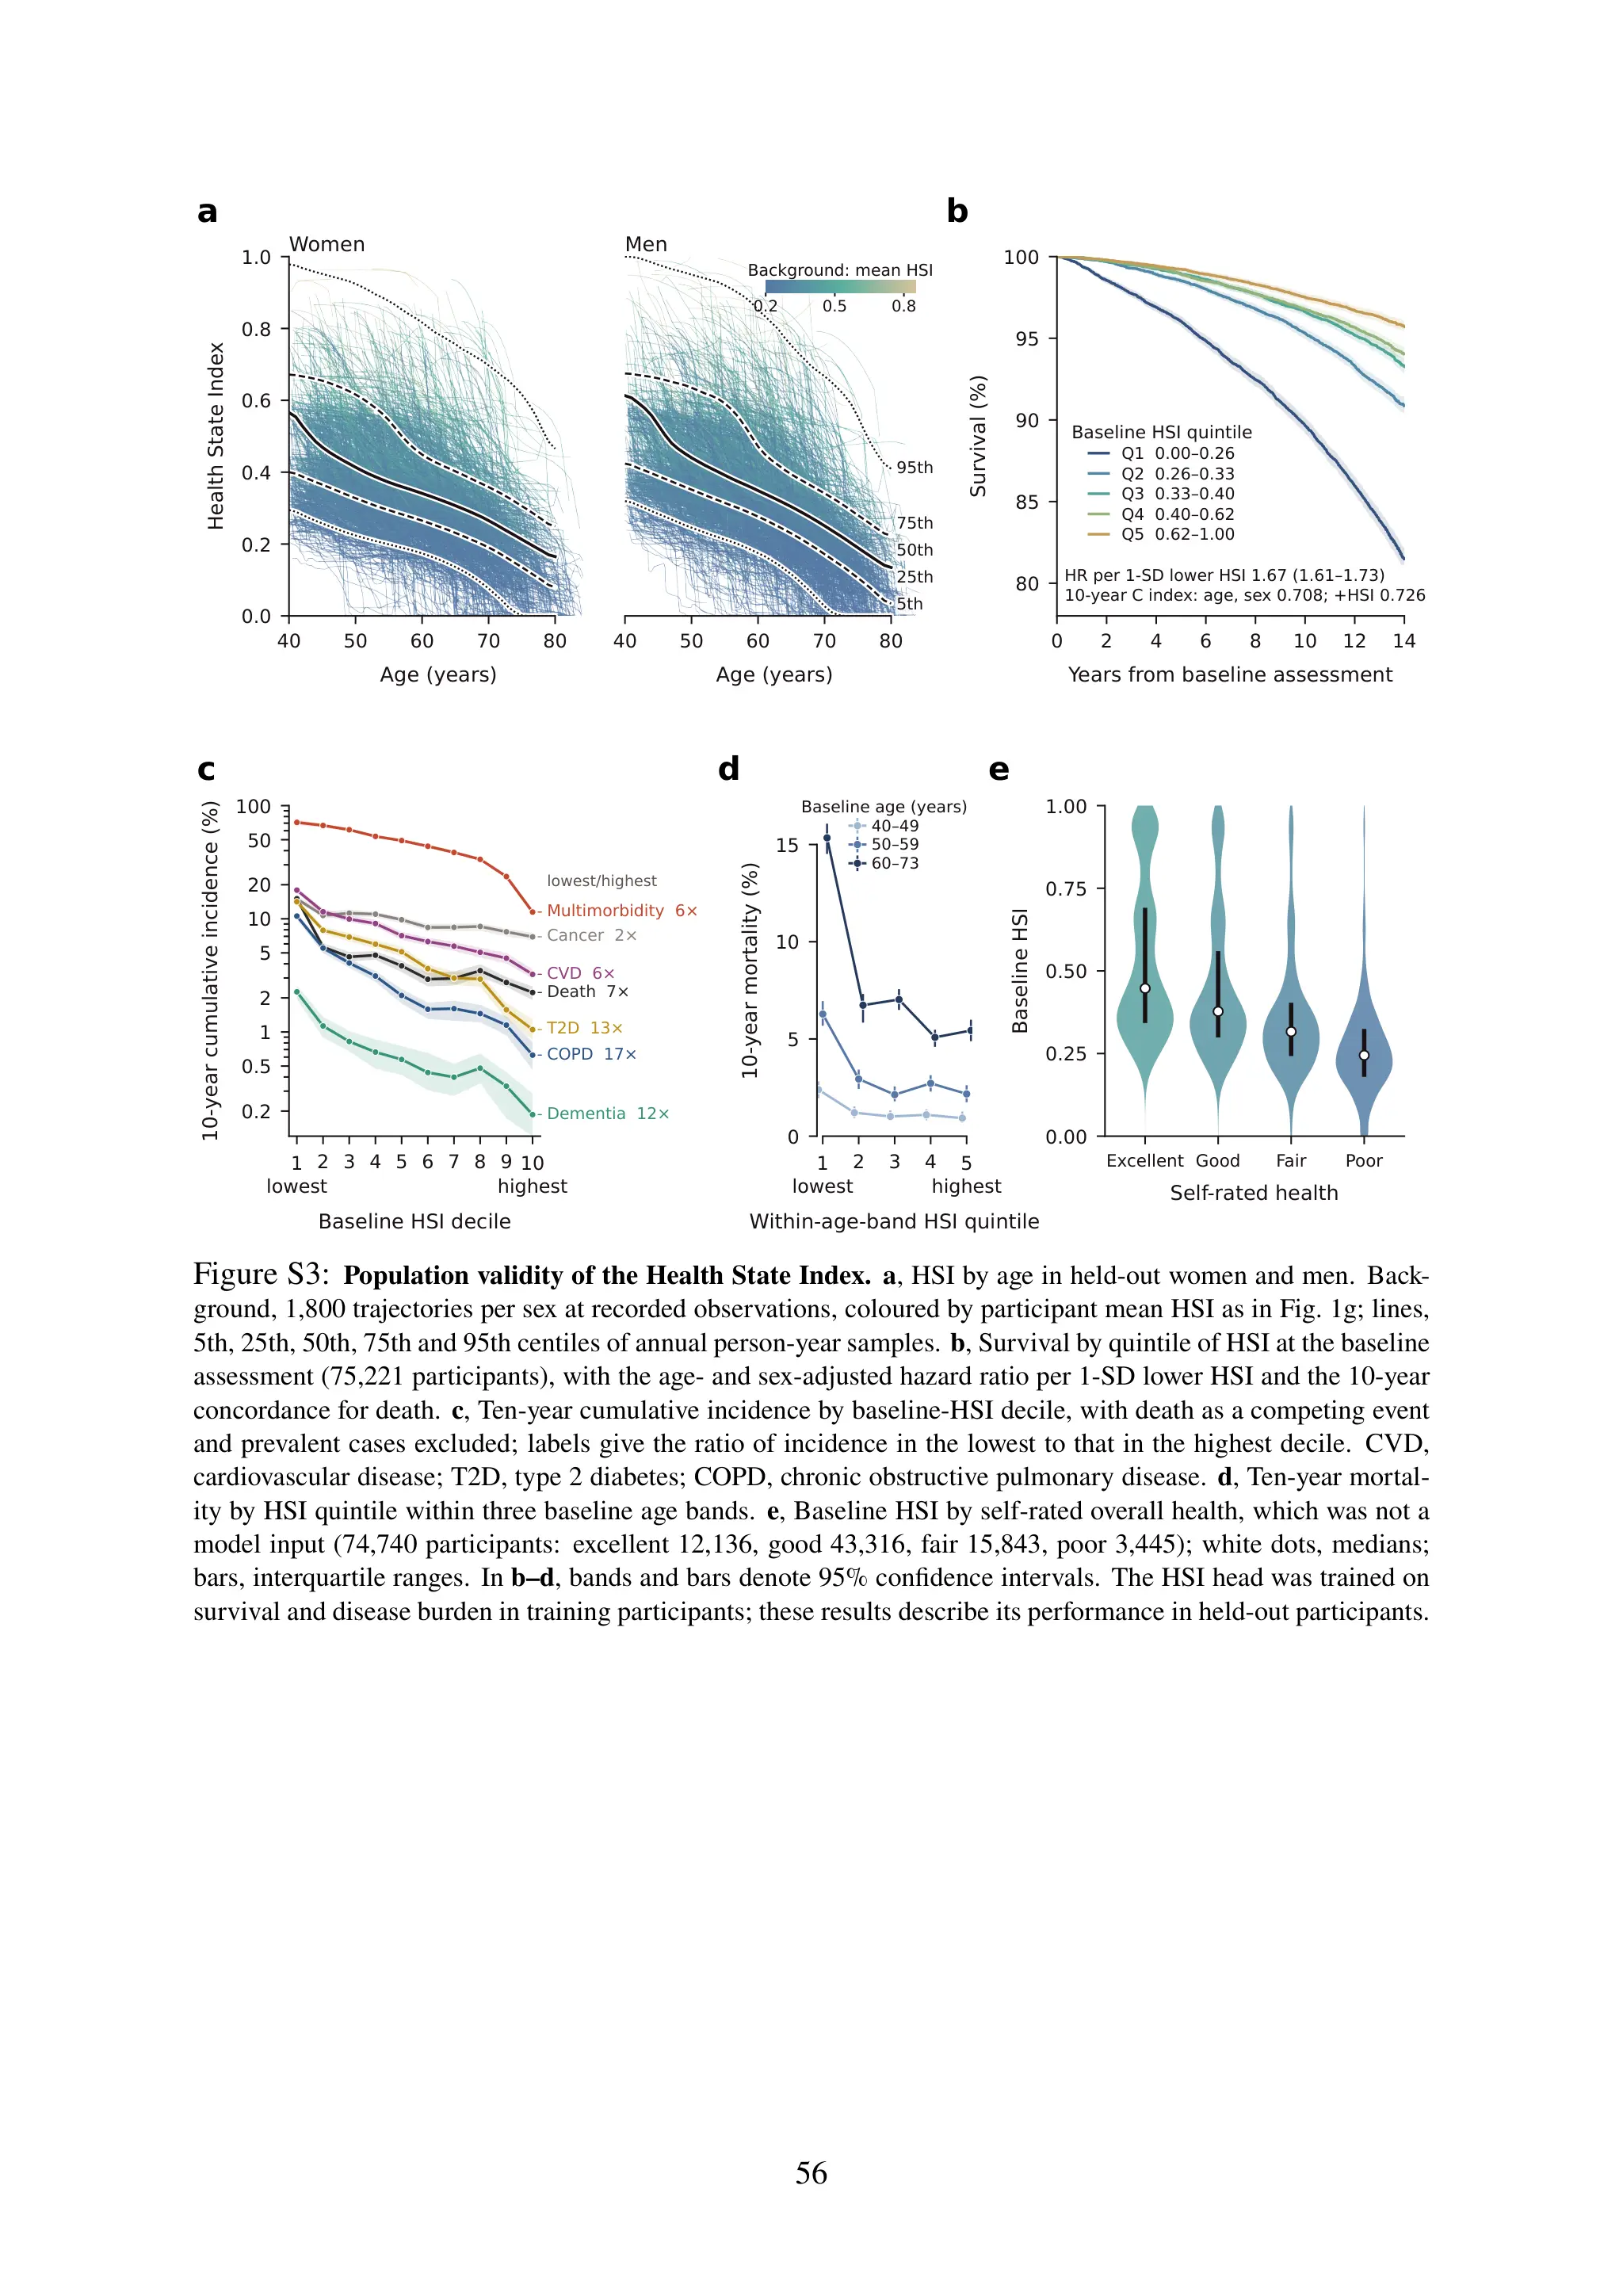 a
Women
Men
Background: mean HSI
0.2 0.5 0.8
1.0
0.8
0.6
0.4
0.2
0.0
Health State Index
95th
75th
50th
25th
5th
40 50 60 70 80
40 50 60 70 80
Age (years)
Age (years)
b
100
95
90
85
80
Survival (%)
Baseline HSI quintile
Q1 0.00–0.26
Q2 0.26–0.33
Q3 0.33–0.40
Q4 0.40–0.62
Q5 0.62–1.00
HR per 1-SD lower HSI 1.67 (1.61–1.73)
10-year C index: age, sex 0.708; +HSI 0.726
0 2 4 6 8 10 12 14
Years from baseline assessment
c
100
50
20
10
5
2
1
0.5
0.2
10-year cumulative incidence (%)
lowest/highest
Multimorbidity 6×
Cancer 2×
CVD 6×
Death 7×
T2D 13×
COPD 17×
Dementia 12×
1 2 3 4 5 6 7 8 9 10
lowest highest
Baseline HSI decile
d
Baseline age (years)
40–49
50–59
60–73
15
10
5
0
10-year mortality (%)
1 2 3 4 5
lowest highest
Within-age-band HSI quintile
e
1.00
0.75
0.50
0.25
0.00
Baseline HSI
Excellent Good Fair Poor
Self-rated health
Figure S3: Population validity of the Health State Index. a, HSI by age in held-out women and men. Back-
ground, 1,800 trajectories per sex at recorded observations, coloured by participant mean HSI as in Fig. 1g; lines,
5th, 25th, 50th, 75th and 95th centiles of annual person-year samples. b, Survival by quintile of HSI at the baseline
assessment (75,221 participants), with the age- and sex-adjusted hazard ratio per 1-SD lower HSI and the 10-year
concordance for death. c, Ten-year cumulative incidence by baseline-HSI decile, with death as a competing event
and prevalent cases excluded; labels give the ratio of incidence in the lowest to that in the highest decile. CVD,
cardiovascular disease; T2D, type 2 diabetes; COPD, chronic obstructive pulmonary disease. d, Ten-year mortal-
ity by HSI quintile within three baseline age bands. e, Baseline HSI by self-rated overall health, which was not a
model input (74,740 participants: excellent 12,136, good 43,316, fair 15,843, poor 3,445); white dots, medians;
bars, interquartile ranges. In b–d, bands and bars denote 95% confidence intervals. The HSI head was trained on
survival and disease burden in training participants; these results describe its performance in held-out participants.
56